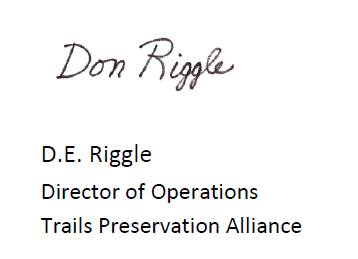 Don Riggle
D.E. Riggle
Director of Operations
Trails Preservation Alliance